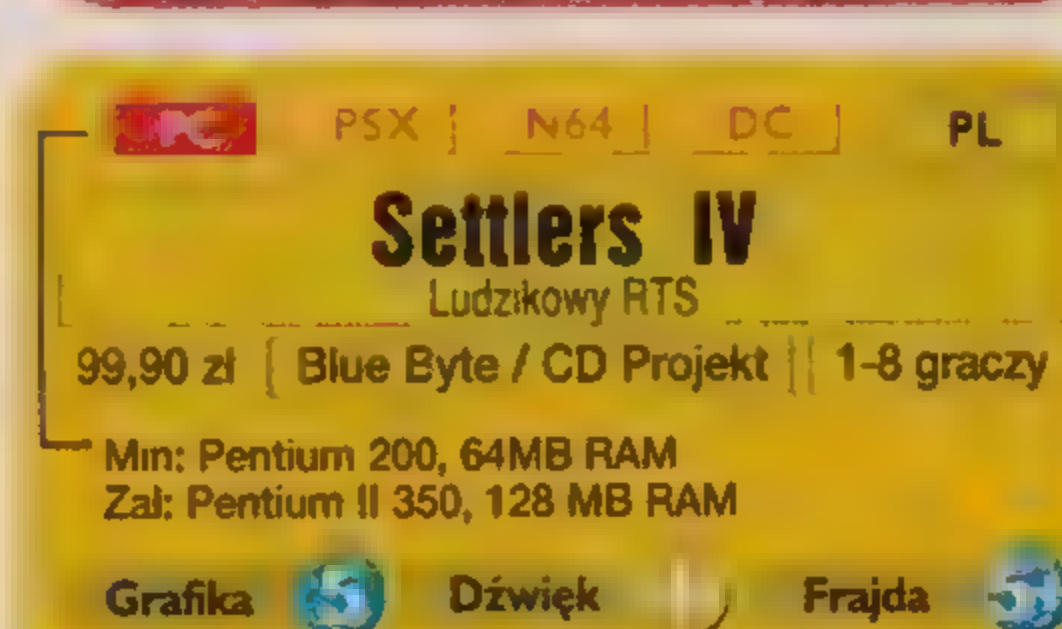 PSX N64 DC PL
Settlers IV
Ludzikowy RTS
99,90 zł Blue Byte / CD Projekt 1-8 graczy
Min: Pentium 200, 64MB RAM
Zal: Pentium II 350, 128 MB RAM
Grafika Dźwięk Frajda